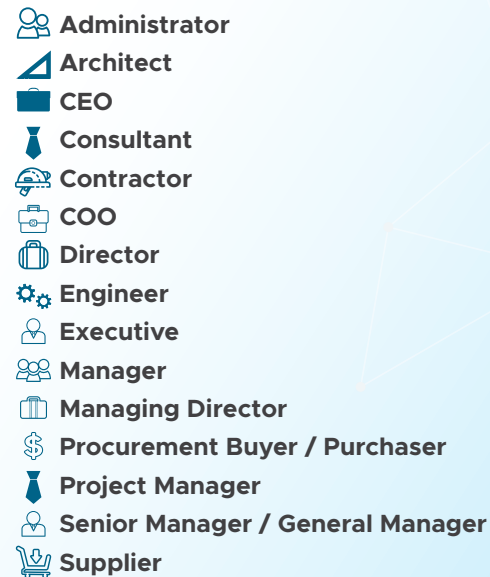 Administrator
Architect
CEO
Consultant
Contractor
COO
Director
Engineer
Executive
Manager
Managing Director
Procurement Buyer / Purchaser
Project Manager
Senior Manager / General Manager
Supplier